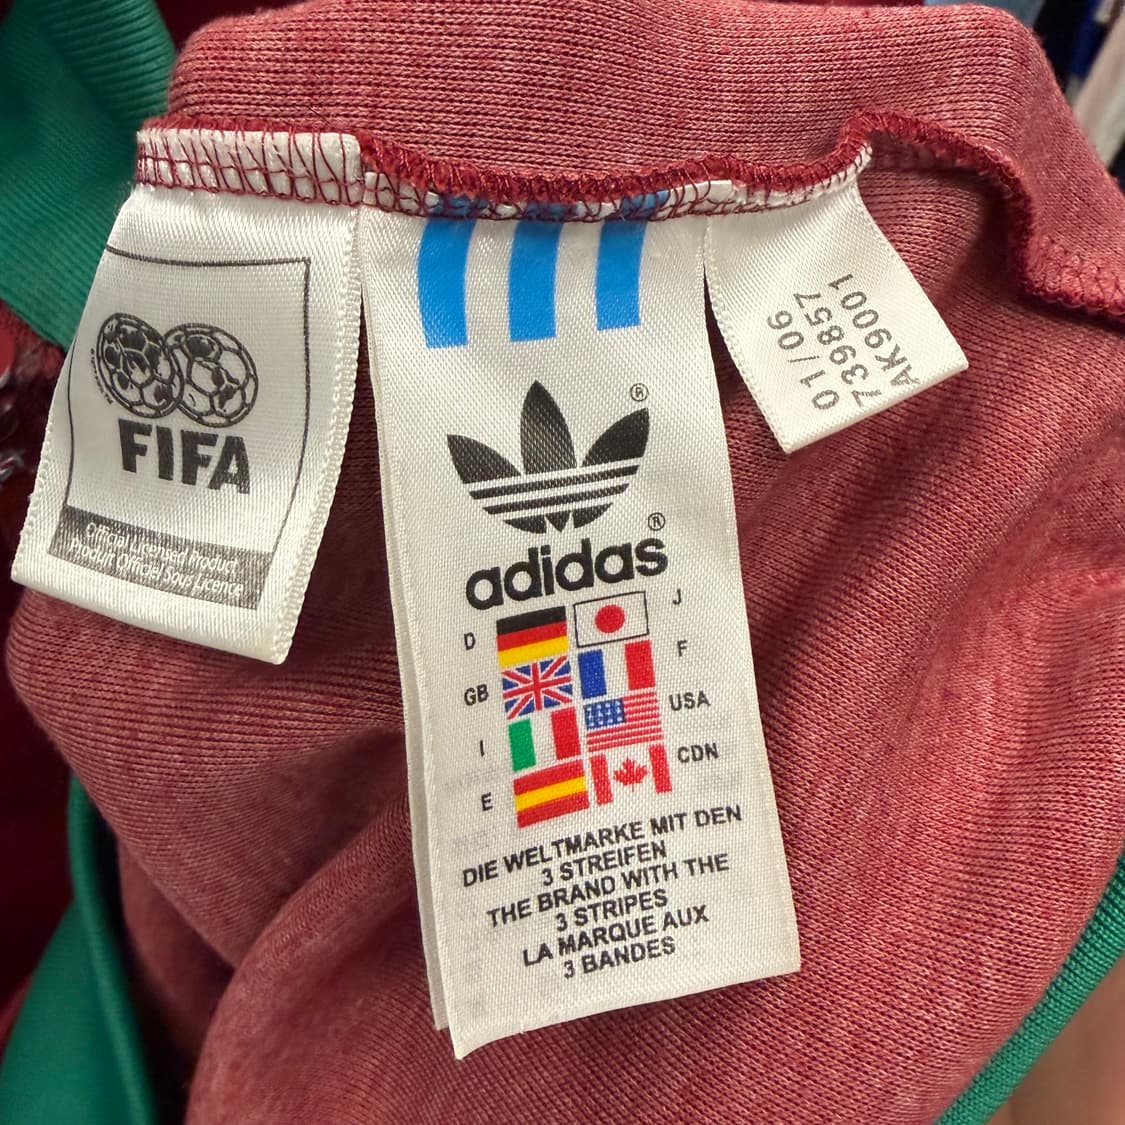 FIFA
Official Licensed Product
Produit Officiel Sous Licence
®
®
adidas
D
J
GB
F
I
USA
E
CDN
DIE WELTMARKE MIT DEN
3 STREIFEN
THE BRAND WITH THE
3 STRIPES
LA MARQUE AUX
3 BANDES
01/06
739857
AK9001